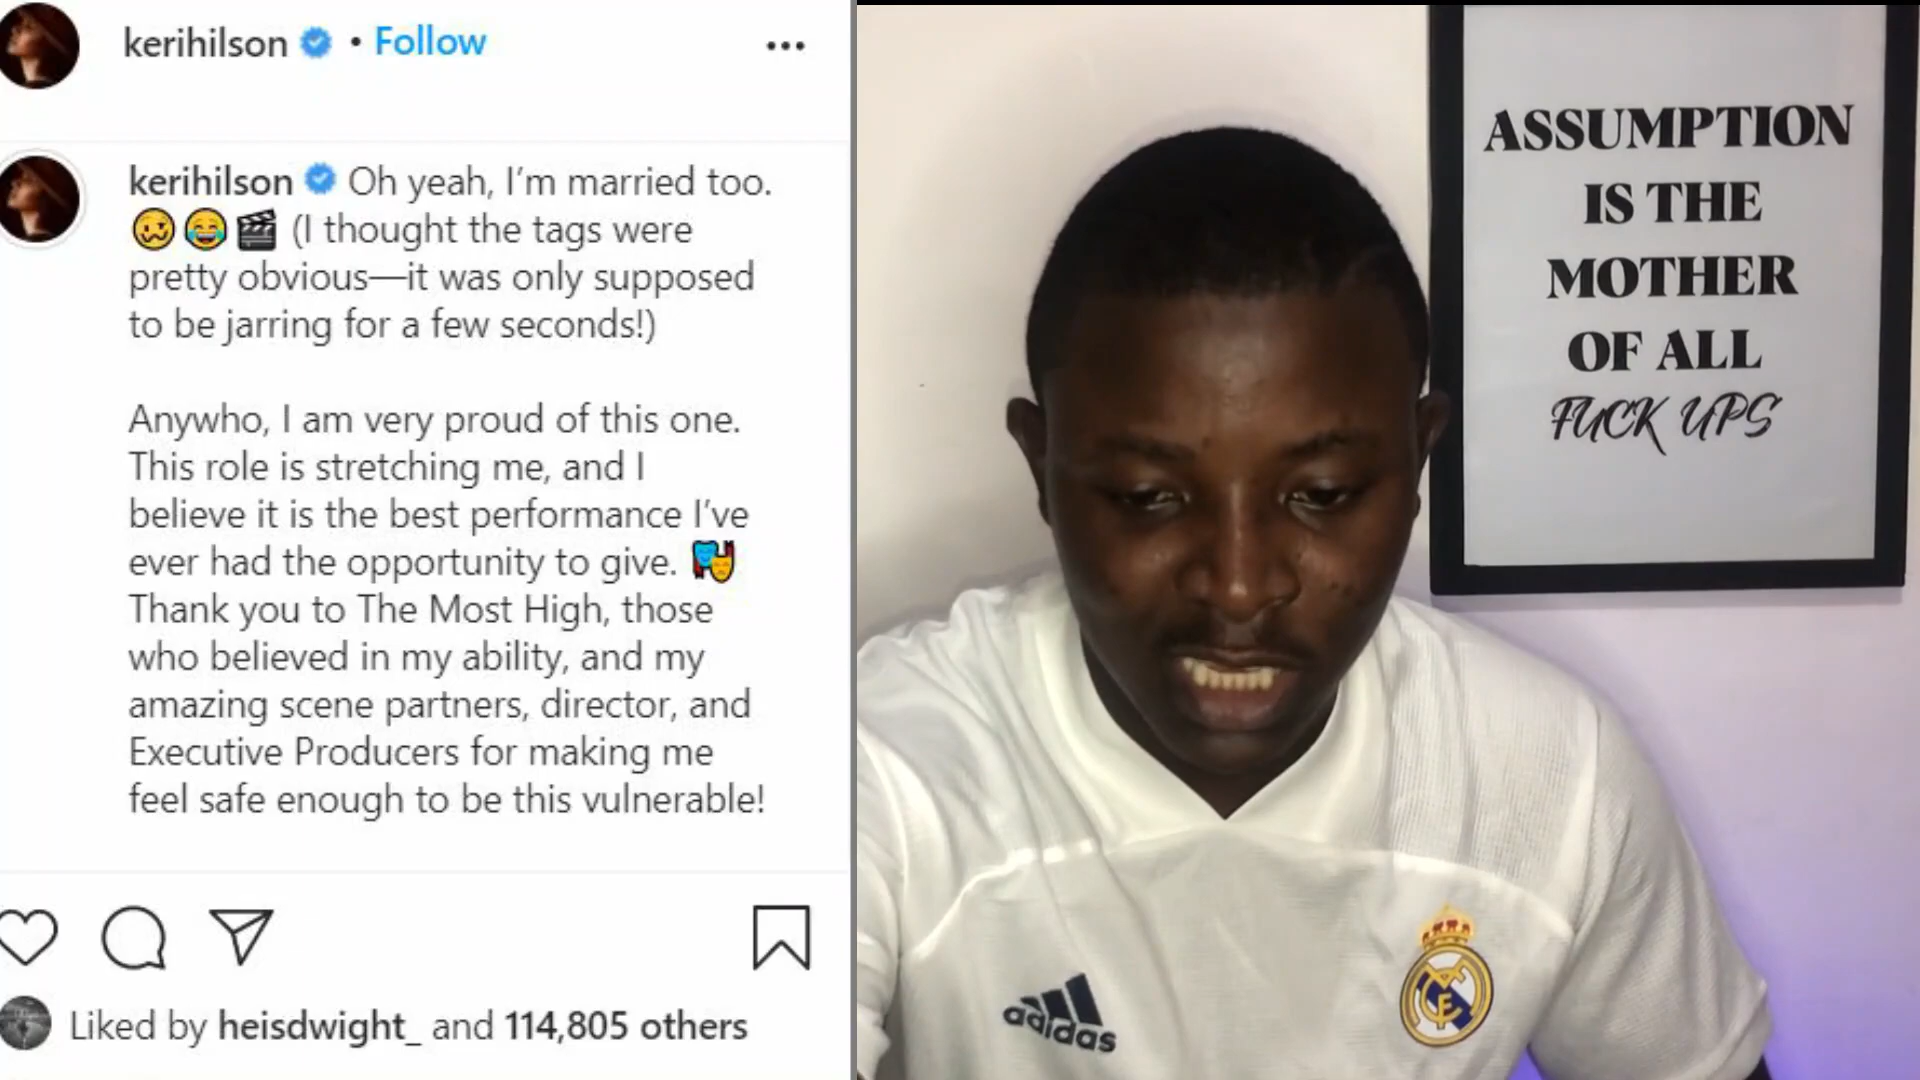 kerihilson • Follow
kerihilson Oh yeah, I'm married too.
🥴😂🎬 (I thought the tags were
pretty obvious—it was only supposed
to be jarring for a few seconds!)
Anywho, I am very proud of this one.
This role is stretching me, and I
believe it is the best performance I've
ever had the opportunity to give. 🎭
Thank you to The Most High, those
who believed in my ability, and my
amazing scene partners, director, and
Executive Producers for making me
feel safe enough to be this vulnerable!
Liked by heisdwight_ and 114,805 others
ASSUMPTION
IS THE
MOTHER
OF ALL
FUCK UPS
adidas